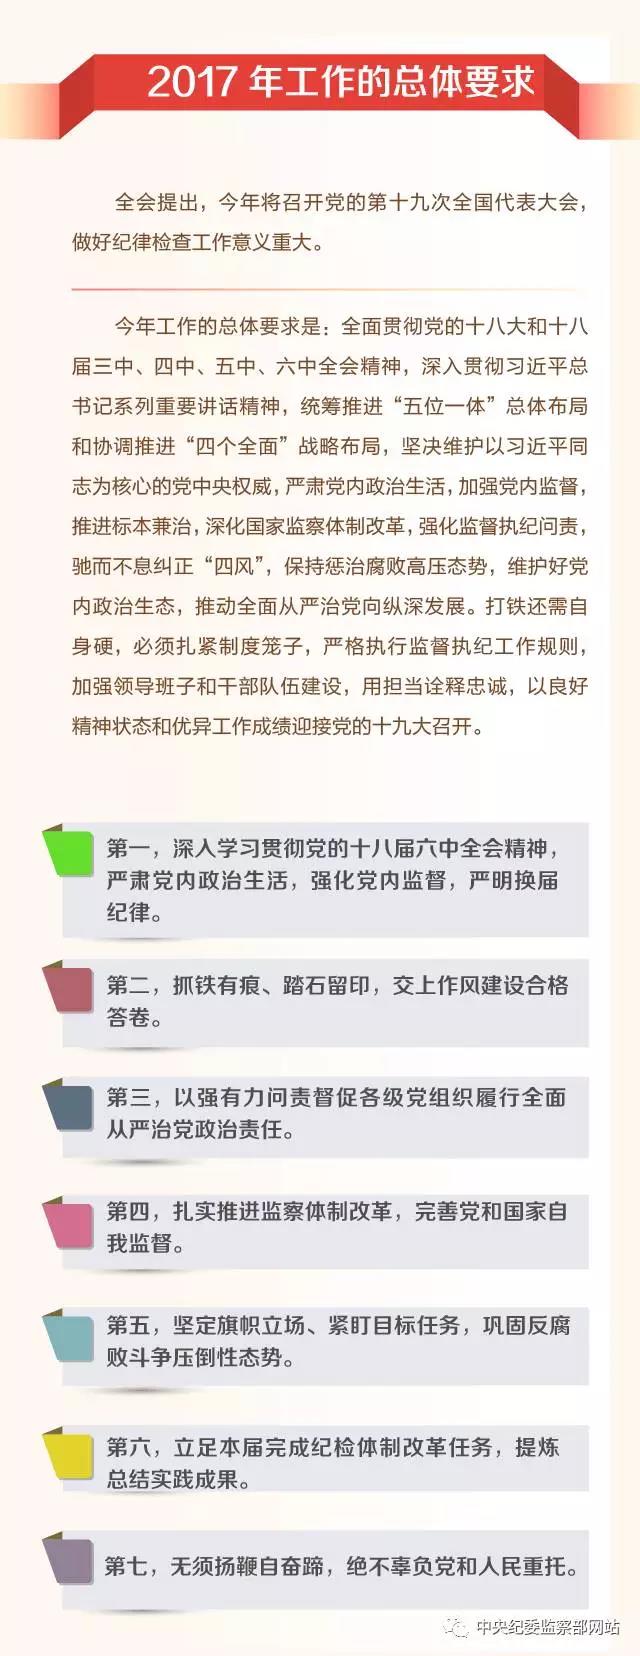 2017 年工作的总体要求
全会提出，今年将召开党的第十九次全国代表大会，
做好纪律检查工作意义重大。
今年工作的总体要求是：全面贯彻党的十八大和十八
届三中、四中、五中、六中全会精神，深入贯彻习近平总
书记系列重要讲话精神，统筹推进“五位一体”总体布局
和协调推进“四个全面”战略布局，坚决维护以习近平同
志为核心的党中央权威，严肃党内政治生活，加强党内监督，
推进标本兼治，深化国家监察体制改革，强化监督执纪问责，
驰而不息纠正“四风”，保持惩治腐败高压态势，维护好党
内政治生态，推动全面从严治党向纵深发展。打铁还需自
身硬，必须扎紧制度笼子，严格执行监督执纪工作规则，
加强领导班子和干部队伍建设，用担当诠释忠诚，以良好
精神状态和优异工作成绩迎接党的十九大召开。
第一，深入学习贯彻党的十八届六中全会精神，
严肃党内政治生活，强化党内监督，严明换届
纪律。
第二，抓铁有痕、踏石留印，交上作风建设合格
答卷。
第三，以强有力问责督促各级党组织履行全面
从严治党政治责任。
第四，扎实推进监察体制改革，完善党和国家自
我监督。
第五，坚定旗帜立场、紧盯目标任务，巩固反腐
败斗争压倒性态势。
第六，立足本届完成纪检体制改革任务，提炼
总结实践成果。
第七，无须扬鞭自奋蹄，绝不辜负党和人民重托。
中央纪委监察部网站